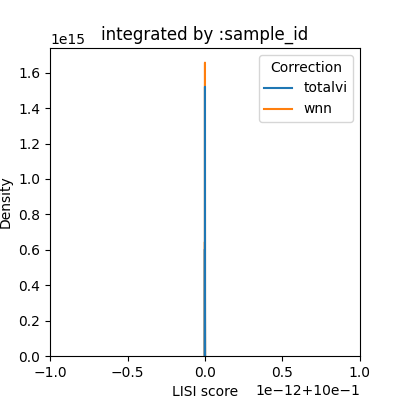 integrated by :sample_id
1e15
Correction
totalvi
wnn
1.6
1.4
1.2
1.0
0.8
0.6
0.4
0.2
0.0
Density
−1.0 −0.5 0.0 0.5 1.0
LISI score
1e−12+10e−1